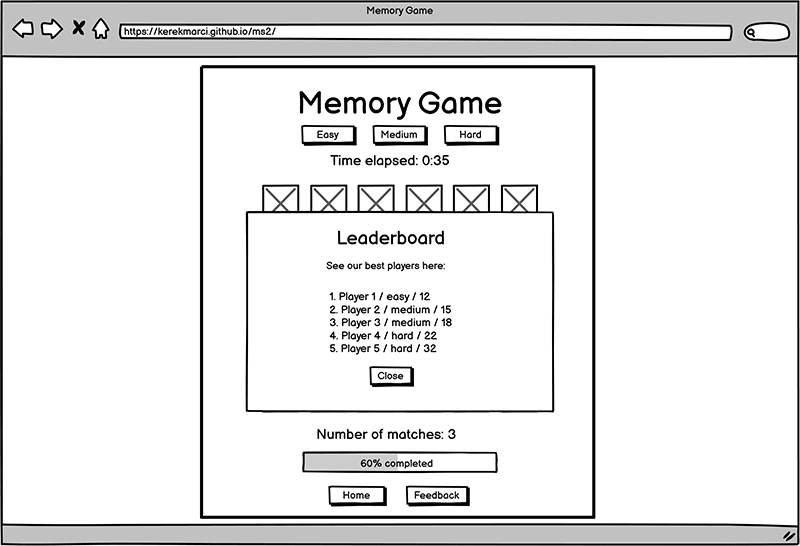 Memory Game
https://kerekmarci.github.io/ms2/
Memory Game
Easy Medium Hard
Time elapsed: 0:35
Leaderboard
See our best players here:
1. Player 1 / easy / 12
2. Player 2 / medium / 15
3. Player 3 / medium / 18
4. Player 4 / hard / 22
5. Player 5 / hard / 32
Close
Number of matches: 3
60% completed
Home Feedback